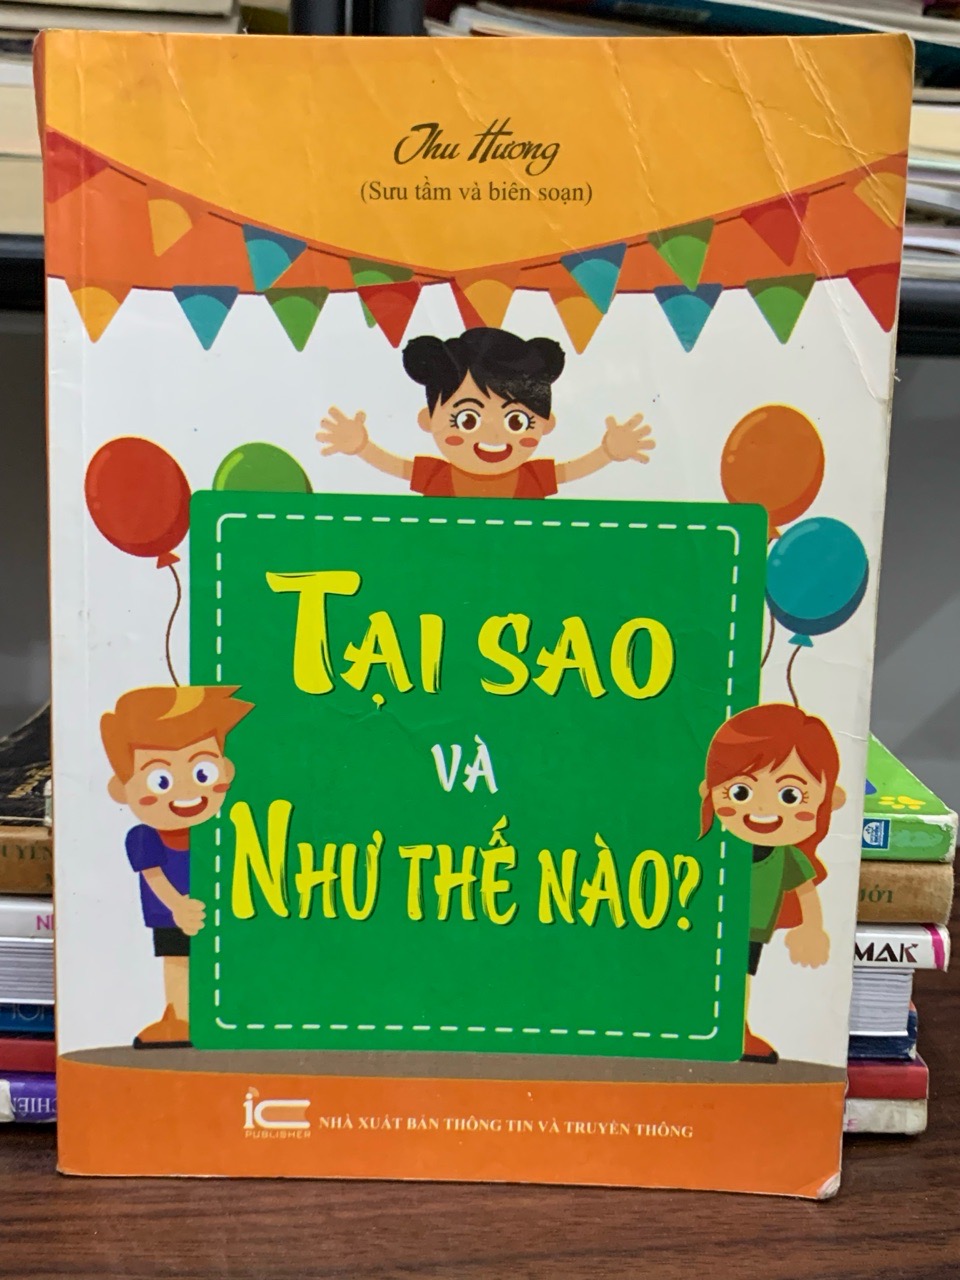 Thu Hương
(Sưu tầm và biên soạn)
TẠI SAO
VÀ
NHƯ THẾ NÀO?
ic
PUBLISHER
NHÀ XUẤT BẢN THÔNG TIN VÀ TRUYỀN THÔNG
MAK